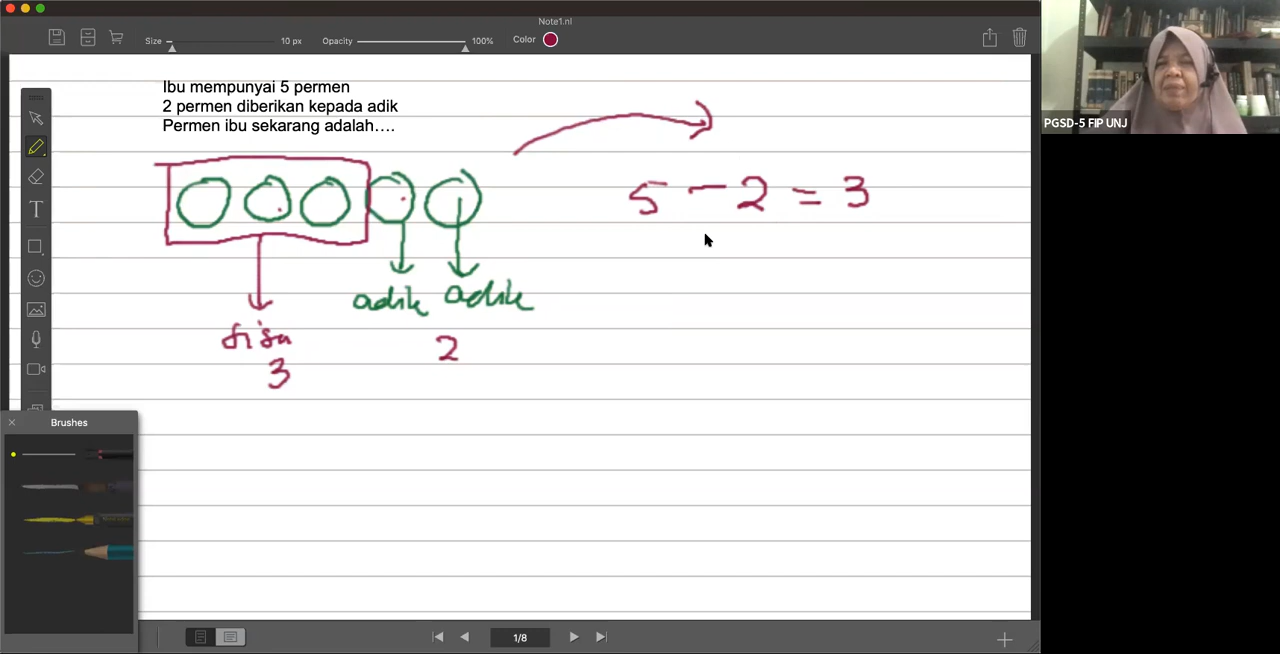 Note1.nl
Size 10 px Opacity 100% Color
Ibu mempunyai 5 permen
2 permen diberikan kepada adik
Permen ibu sekarang adalah....
5 - 2 = 3
adik adik
sisa
2
3
Brushes
1/8
PGSD-5 FIP UNJ